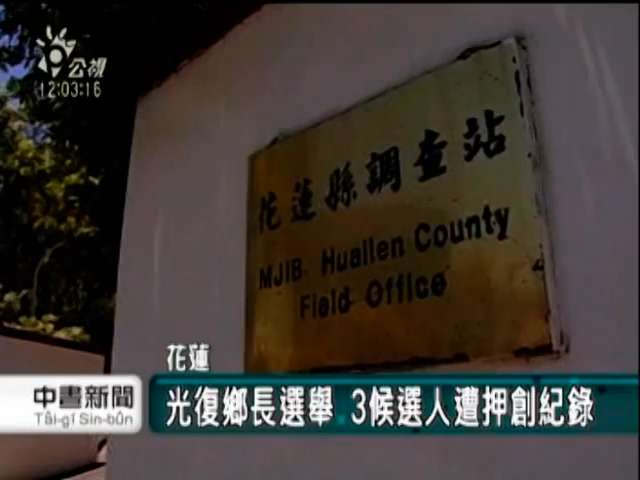 公視
12:03:16
花蓮縣調查站
MJIB. Hualien County
Field Office
花蓮
中晝新聞
Tâi-gí Sin-bûn
光復鄉長選舉 3候選人遭押創紀錄